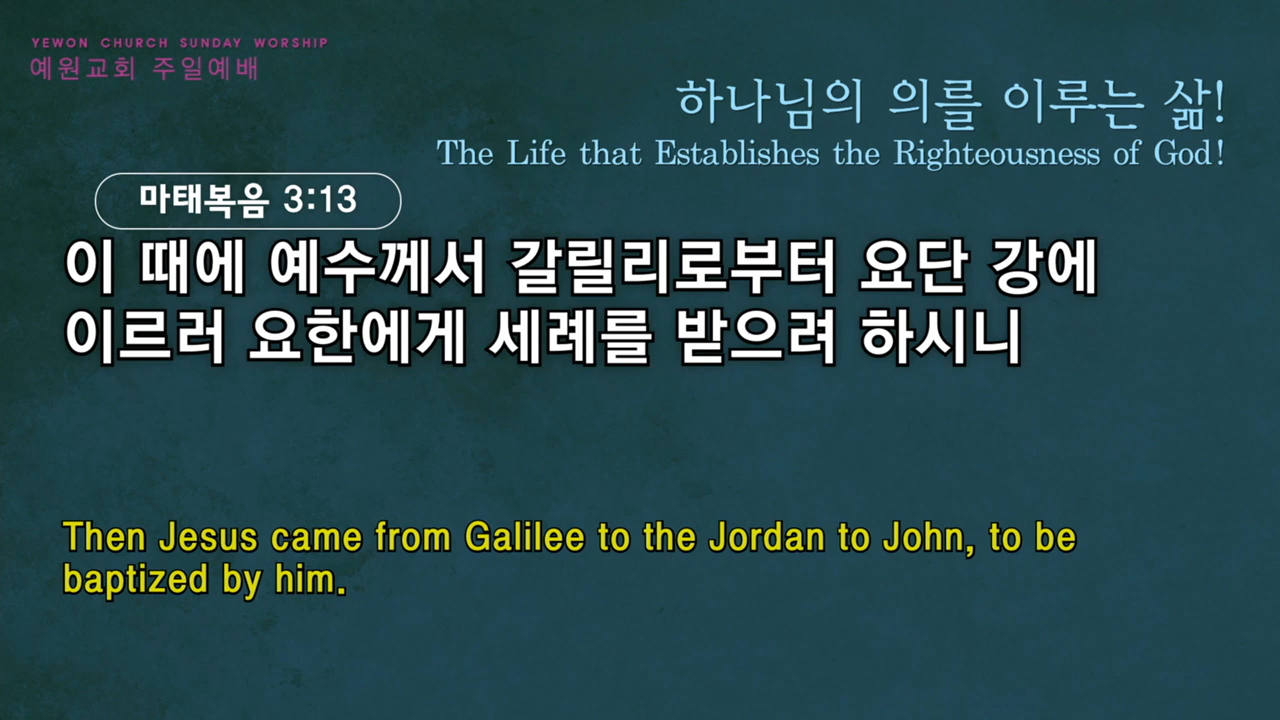 YEWON CHURCH SUNDAY WORSHIP
예원교회 주일예배
하나님의 의를 이루는 삶!
The Life that Establishes the Righteousness of God!
마태복음 3:13
이 때에 예수께서 갈릴리로부터 요단 강에
이르러 요한에게 세례를 받으려 하시니
Then Jesus came from Galilee to the Jordan to John, to be
baptized by him.